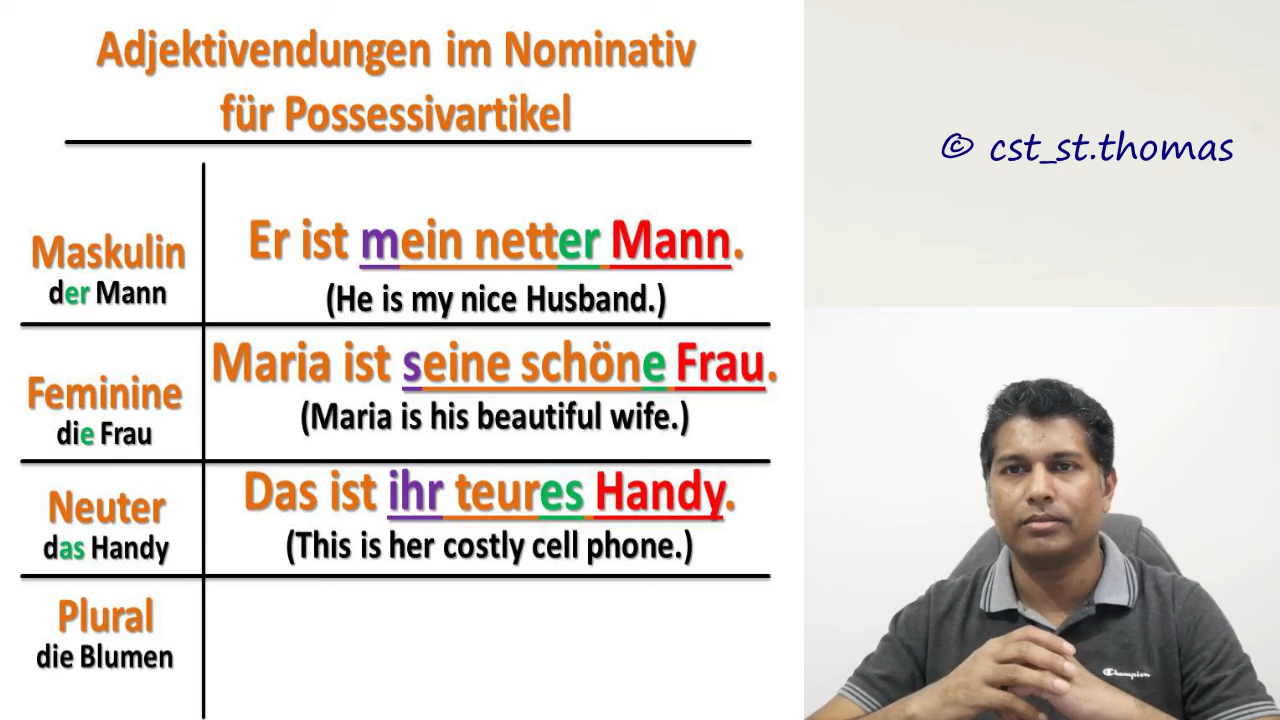 Adjektivendungen im Nominativ
für Possessivartikel
© cst_st.thomas
Maskulin
der Mann
Er ist mein netter Mann.
(He is my nice Husband.)
Feminine
die Frau
Maria ist seine schöne Frau.
(Maria is his beautiful wife.)
Neuter
das Handy
Das ist ihr teures Handy.
(This is her costly cell phone.)
Plural
die Blumen
Champion